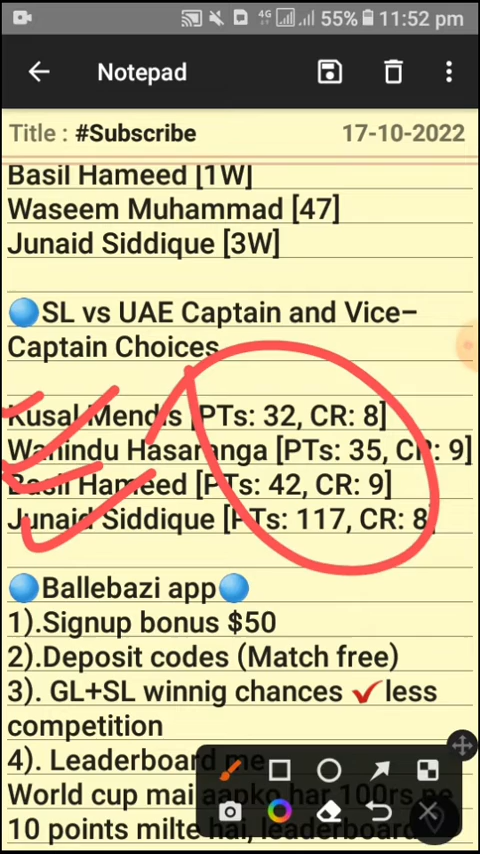 4G 55% 11:52 pm
Notepad
Title : #Subscribe 17-10-2022
Basil Hameed [1W]
Waseem Muhammad [47]
Junaid Siddique [3W]
🔵SL vs UAE Captain and Vice-
Captain Choices
Kusal Mendis [PTs: 32, CR: 8]
Wanindu Hasaranga [PTs: 35, CR: 9]
Basil Hameed [PTs: 42, CR: 9]
Junaid Siddique [PTs: 117, CR: 8]
🔵Ballebazi app🔵
1).Signup bonus $50
2).Deposit codes (Match free)
3). GL+SL winnig chances ✔less
competition
4). Leaderboard me
World cup mai aapko har 100rs pe
10 points milte hai, leaderboard